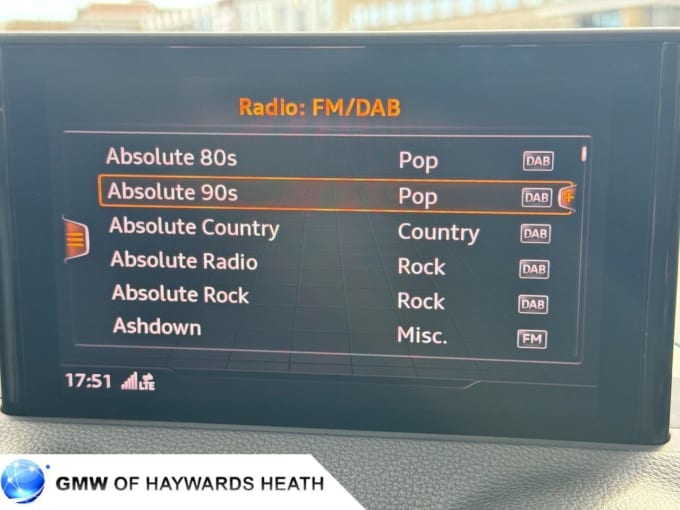 Radio: FM/DAB
Absolute 80s Pop DAB
Absolute 90s Pop DAB
Absolute Country Country DAB
Absolute Radio Rock DAB
Absolute Rock Rock DAB
Ashdown Misc. FM
17:51 LTE
GMW OF HAYWARDS HEATH